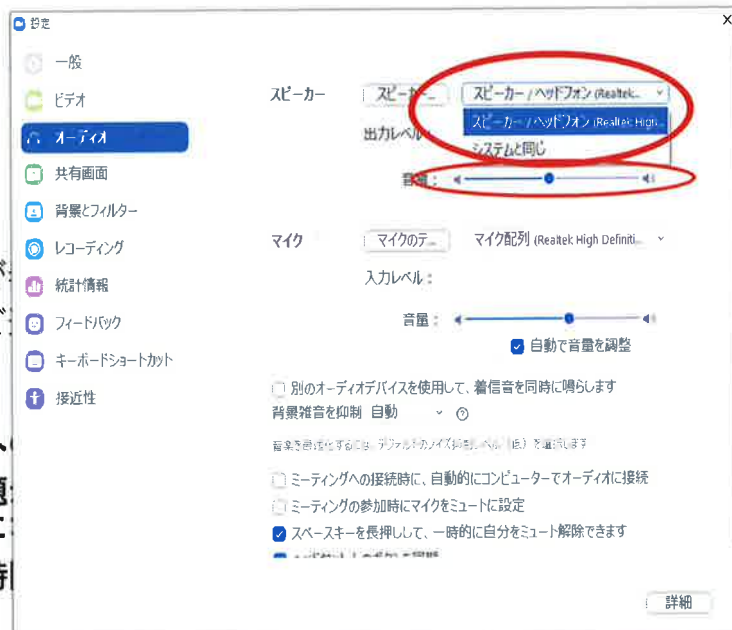 設定
X
一般
ビデオ
オーディオ
共有画面
背景とフィルター
レコーディング
統計情報
フィードバック
キーボードショートカット
接近性
スピーカー
スピーカー...
スピーカー / ヘッドフォン (Realtek...
スピーカー / ヘッドフォン (Realtek High...
システムと同じ
出力レベル:
音量:
マイク
マイクのテ...
マイク配列 (Realtek High Definiti...
入力レベル:
音量:
自動で音量を調整
別のオーディオデバイスを使用して、着信音を同時に鳴らします
背景雑音を抑制 自動
ミーティングへの接続時に、自動的にコンピューターでオーディオに接続
ミーティングの参加時にマイクをミュートに設定
スペースキーを長押しして、一時的に自分をミュート解除できます
詳細